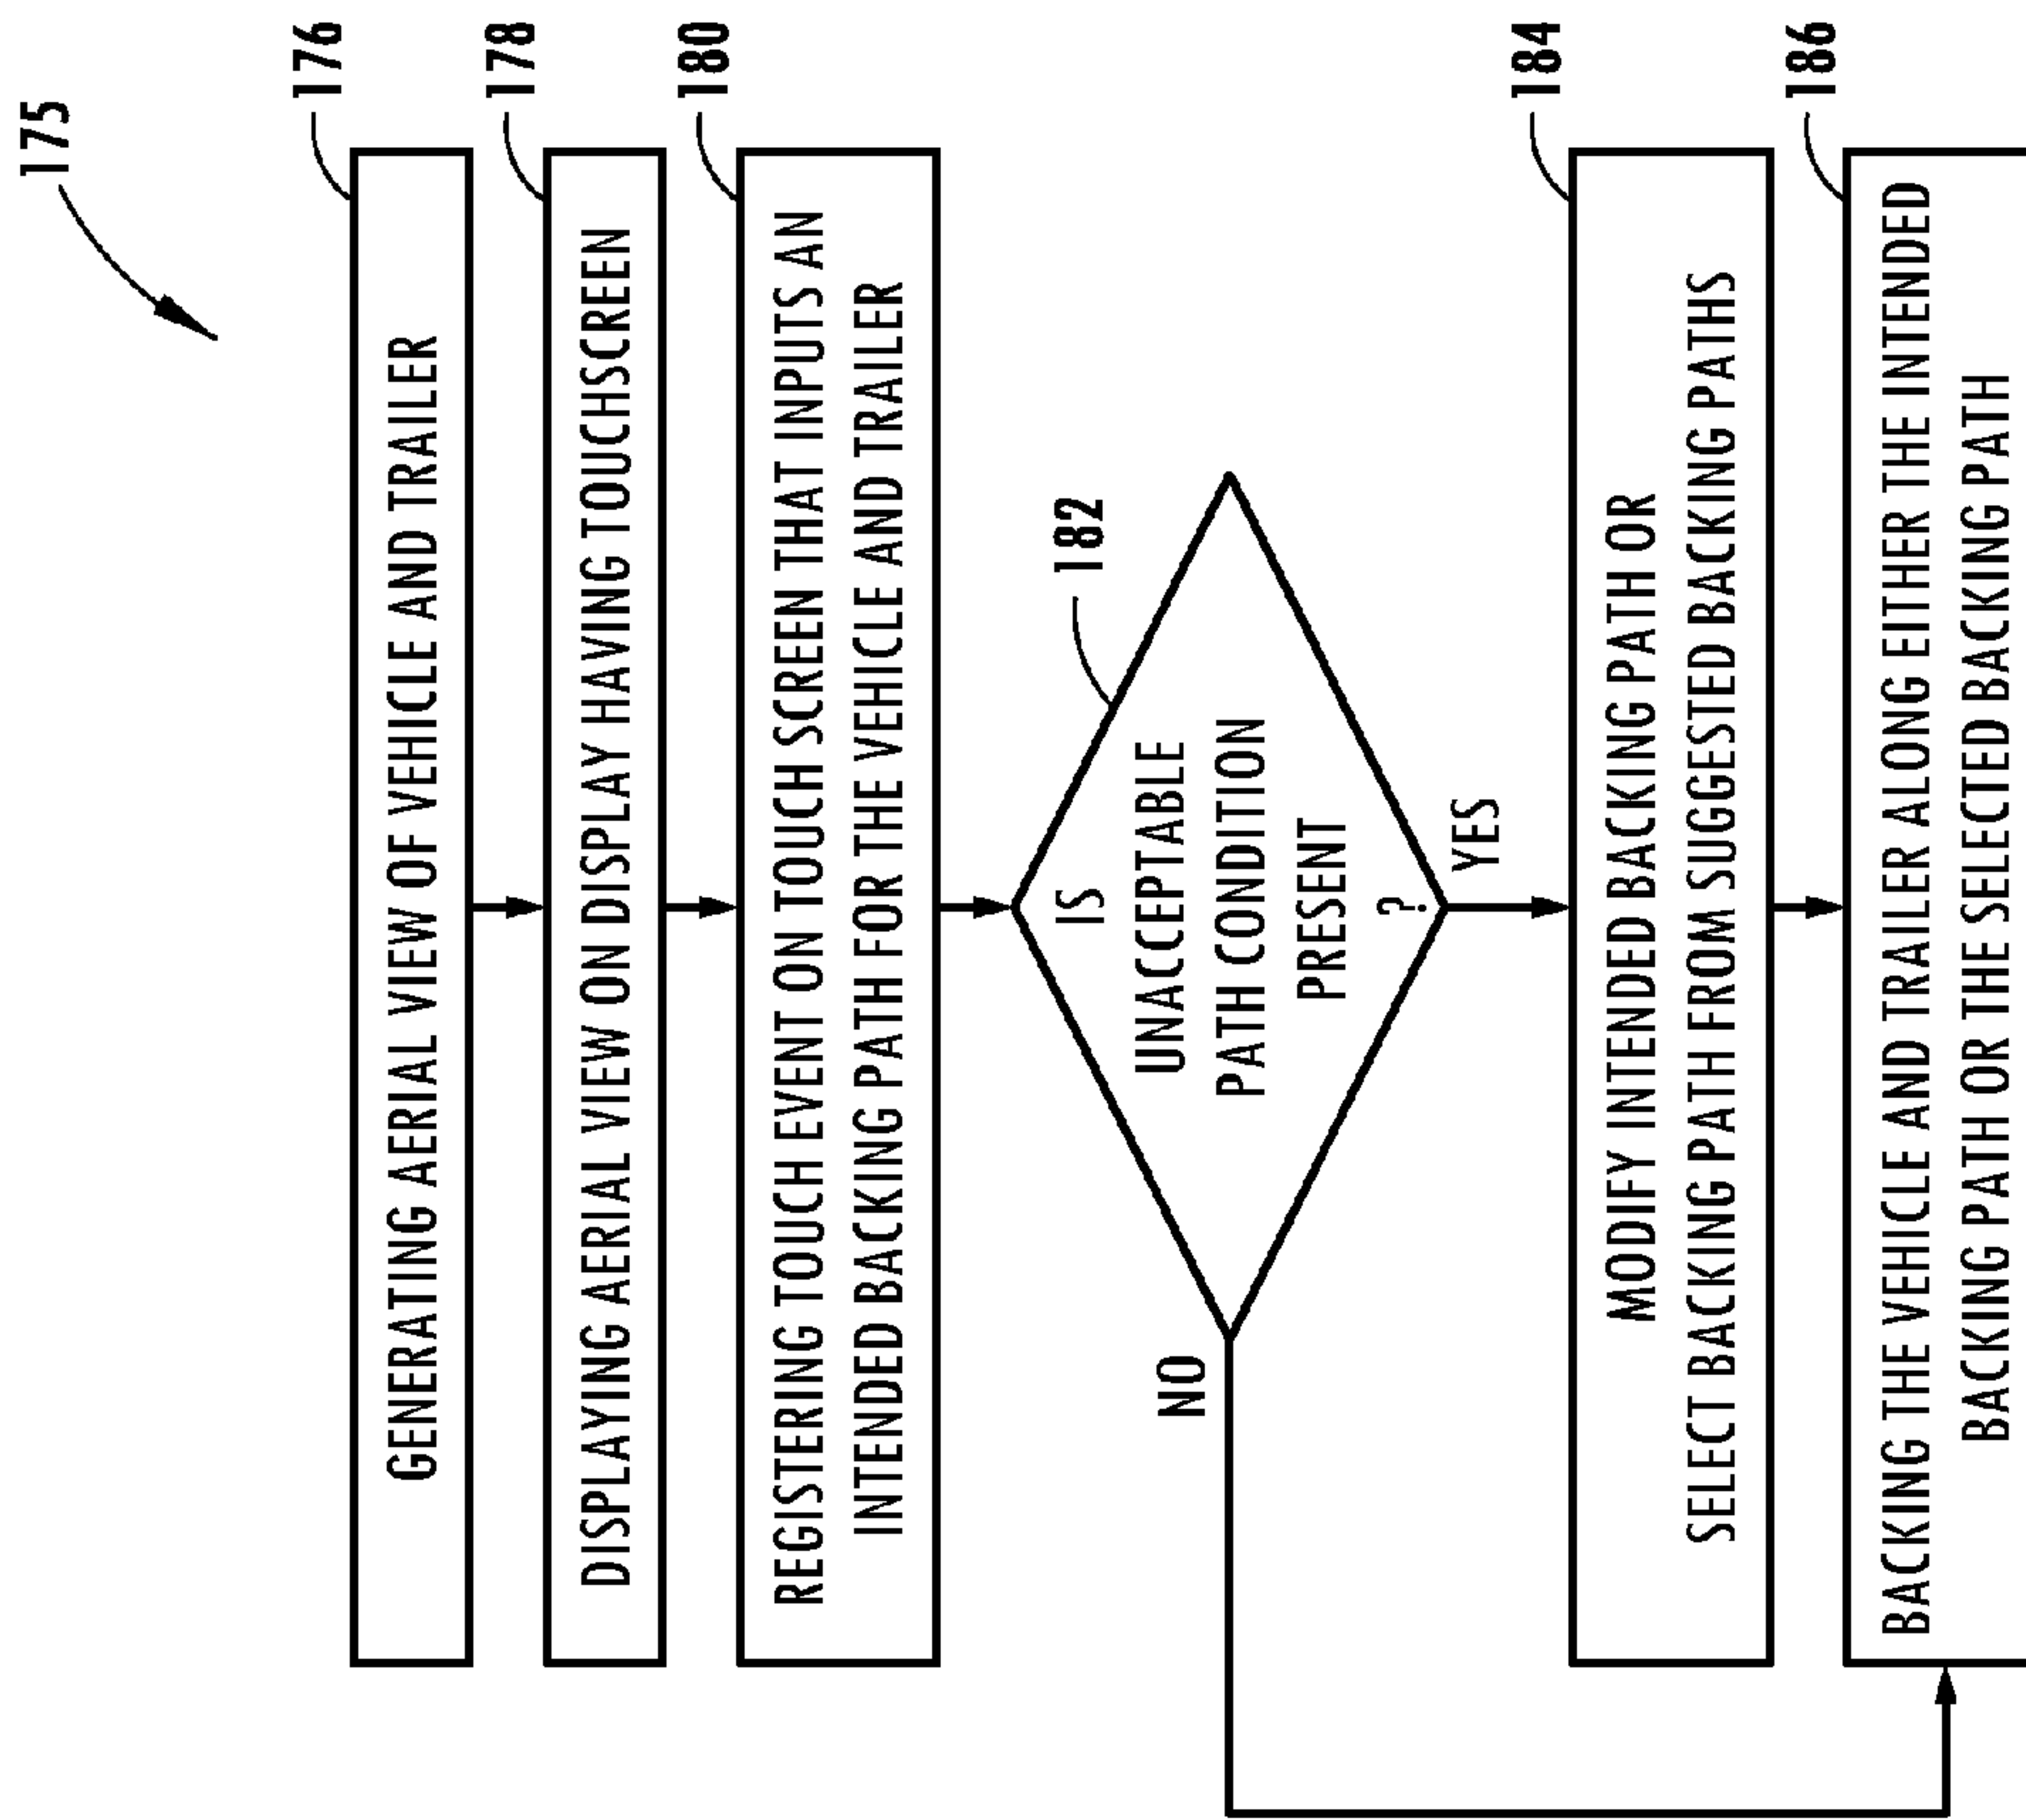 175
176
GENERATING AERIAL VIEW OF VEHICLE AND TRAILER
178
DISPLAYING AERIAL VIEW ON DISPLAY HAVING TOUCHSCREEN
180
REGISTERING TOUCH EVENT ON TOUCH SCREEN THAT INPUTS AN
INTENDED BACKING PATH FOR THE VEHICLE AND TRAILER
182
IS
UNACCEPTABLE
PATH CONDITION
PRESENT
?
NO
YES
184
MODIFY INTENDED BACKING PATH OR
SELECT BACKING PATH FROM SUGGESTED BACKING PATHS
186
BACKING THE VEHICLE AND TRAILER ALONG EITHER THE INTENDED
BACKING PATH OR THE SELECTED BACKING PATH